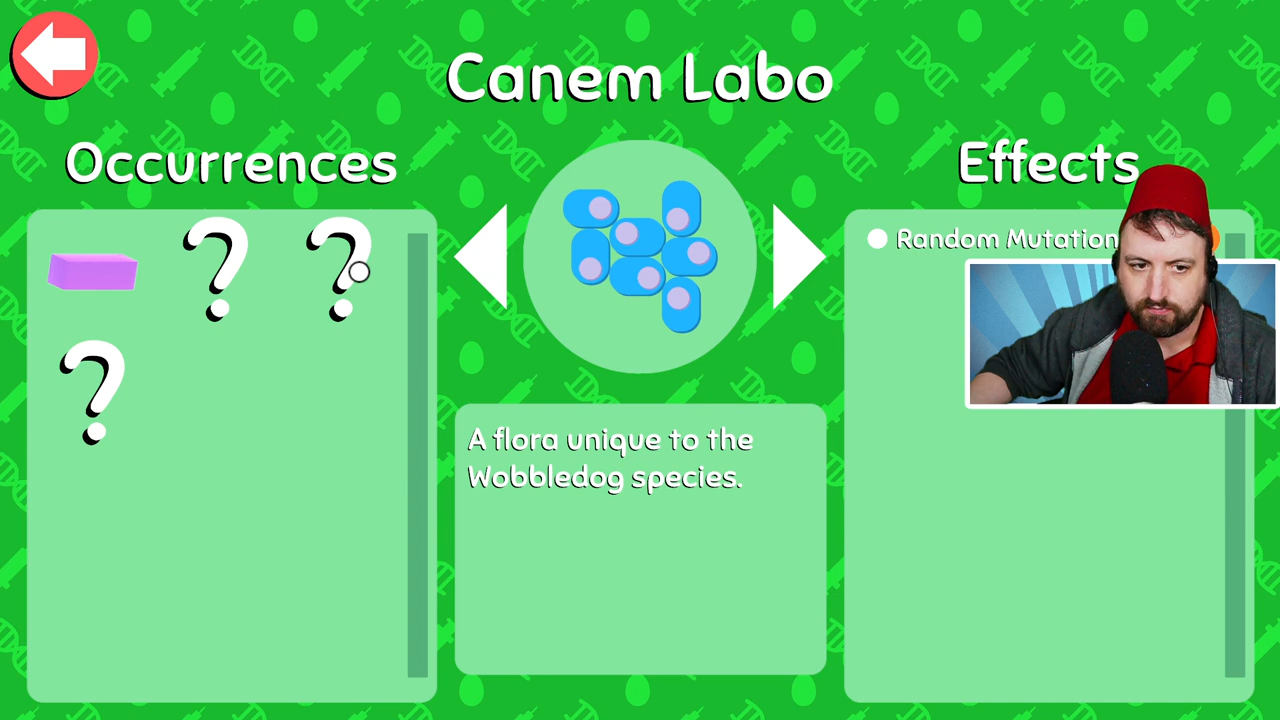 Canem Labo
Occurrences
Effects
?
?
?
Random Mutation
A flora unique to the
Wobbledog species.